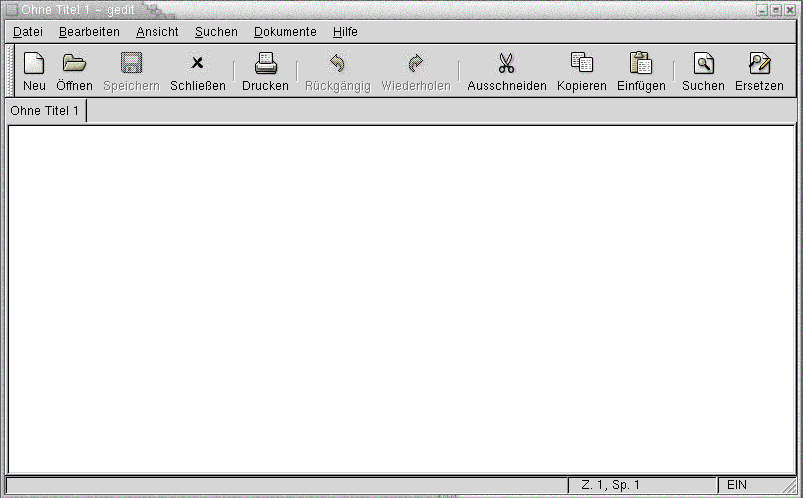 Ohne Titel 1 – gedit
Datei Bearbeiten Ansicht Suchen Dokumente Hilfe
Neu Öffnen Speichern Schließen Drucken Rückgängig Wiederholen Ausschneiden Kopieren Einfügen Suchen Ersetzen
Ohne Titel 1
Z. 1, Sp. 1 EIN